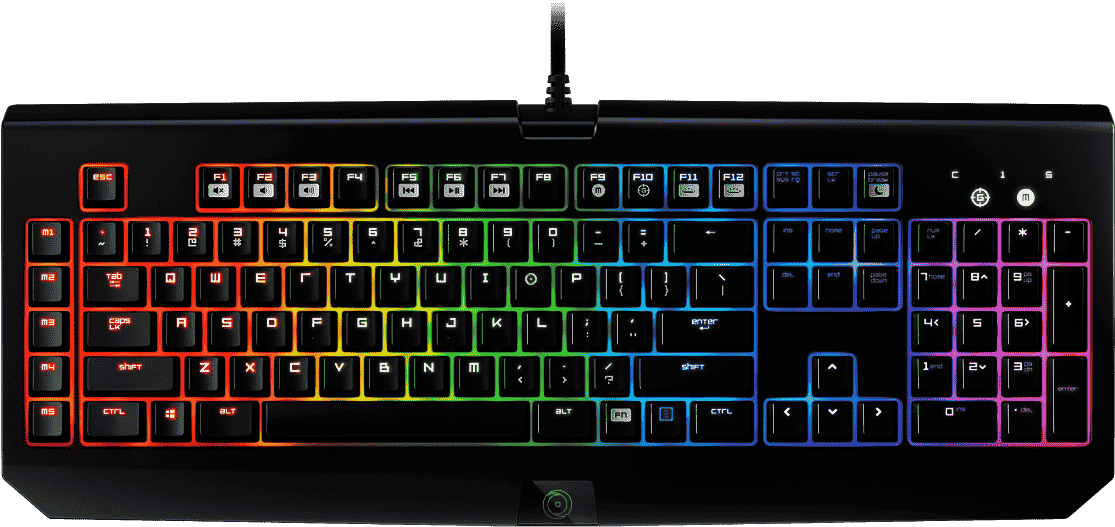 esc F1 F2 F3 F4 F5 F6 F7 F8 F9 F10 F11 F12 prt sc sys rq scr LK pause break C 1 S
M G M
M1 ~ 1 ! 2 @ 3 # 4 $ 5 % 6 ^ 7 & 8 * 9 ( 0 ) - = + ← ins home page up num LK / * -
M2 Tab Q W E R T Y U I P [ { ] } \ | del end page down 7 home 8 ^ 9 pg up +
M3 caps LK A S D F G H J K L ; : ' " enter 4 < 5 6 >
M4 shift Z X C V B N M , < . > / ? shift ^ 1 end 2 3 pg dn enter
M5 CTRL ALT ALT Fn CTRL < > 0 ins . del